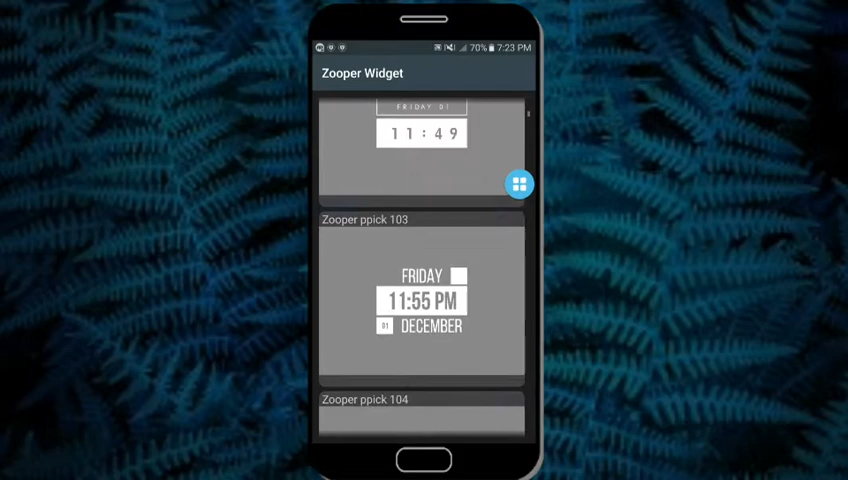 70% 7:23 PM
Zooper Widget
FRIDAY 01
11:49
Zooper ppick 103
FRIDAY
11:55 PM
01 DECEMBER
Zooper ppick 104